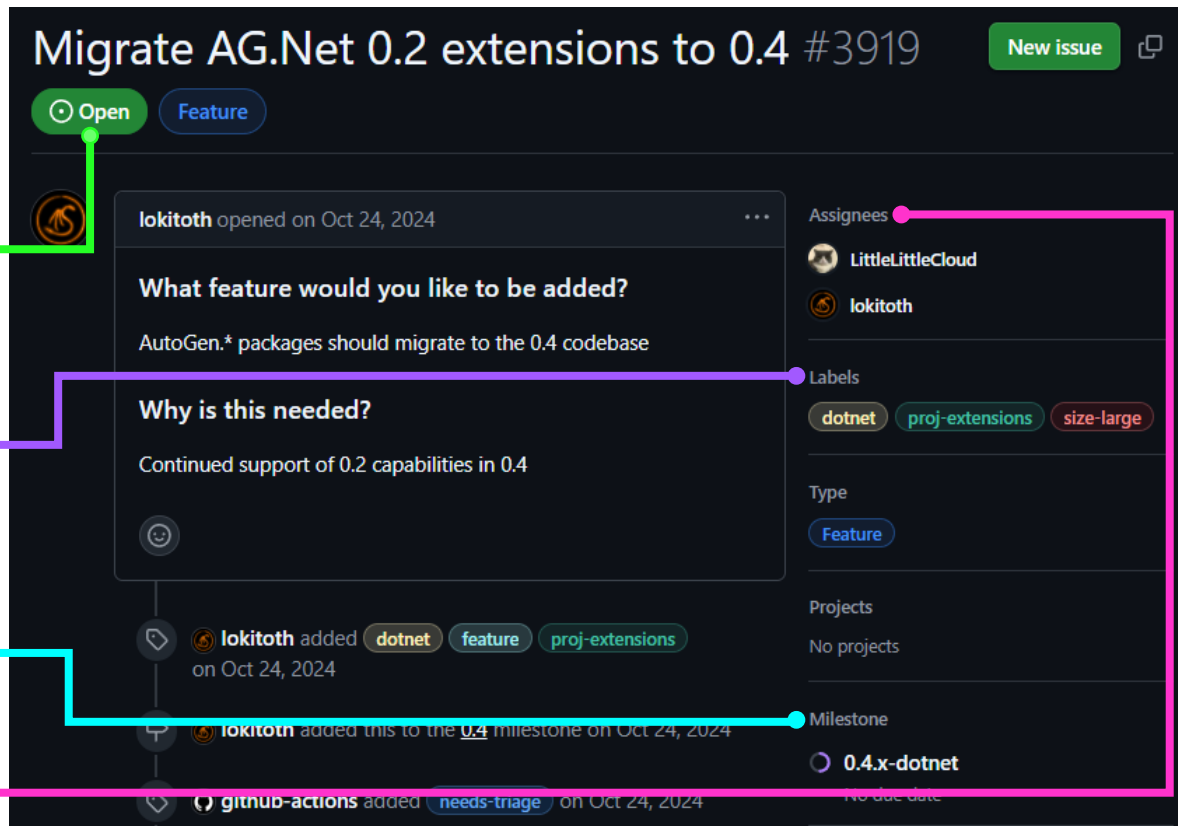 Migrate AG.Net 0.2 extensions to 0.4 #3919
New issue
Open
Feature
lokitoth opened on Oct 24, 2024
What feature would you like to be added?
AutoGen.* packages should migrate to the 0.4 codebase
Why is this needed?
Continued support of 0.2 capabilities in 0.4
lokitoth added dotnet feature proj-extensions
on Oct 24, 2024
lokitoth added this to the 0.4 milestone on Oct 24, 2024
github-actions added needs-triage on Oct 24, 2024
Assignees
LittleLittleCloud
lokitoth
Labels
dotnet proj-extensions size-large
Type
Feature
Projects
No projects
Milestone
0.4.x-dotnet
No due date